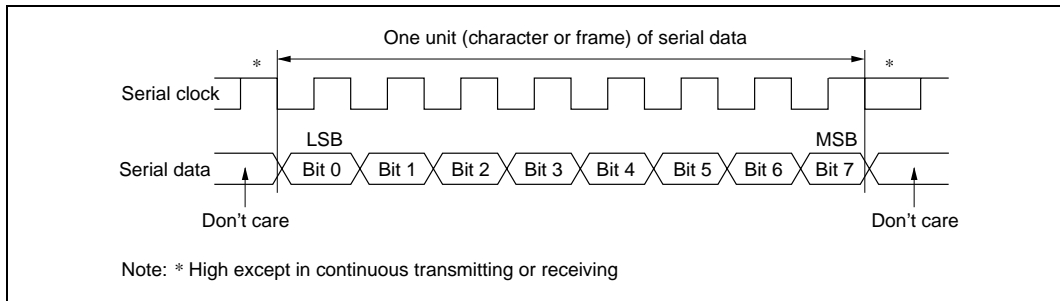 One unit (character or frame) of serial data
* *
Serial clock
LSB MSB
Serial data Bit 0 Bit 1 Bit 2 Bit 3 Bit 4 Bit 5 Bit 6 Bit 7
Don't care Don't care
Note: * High except in continuous transmitting or receiving